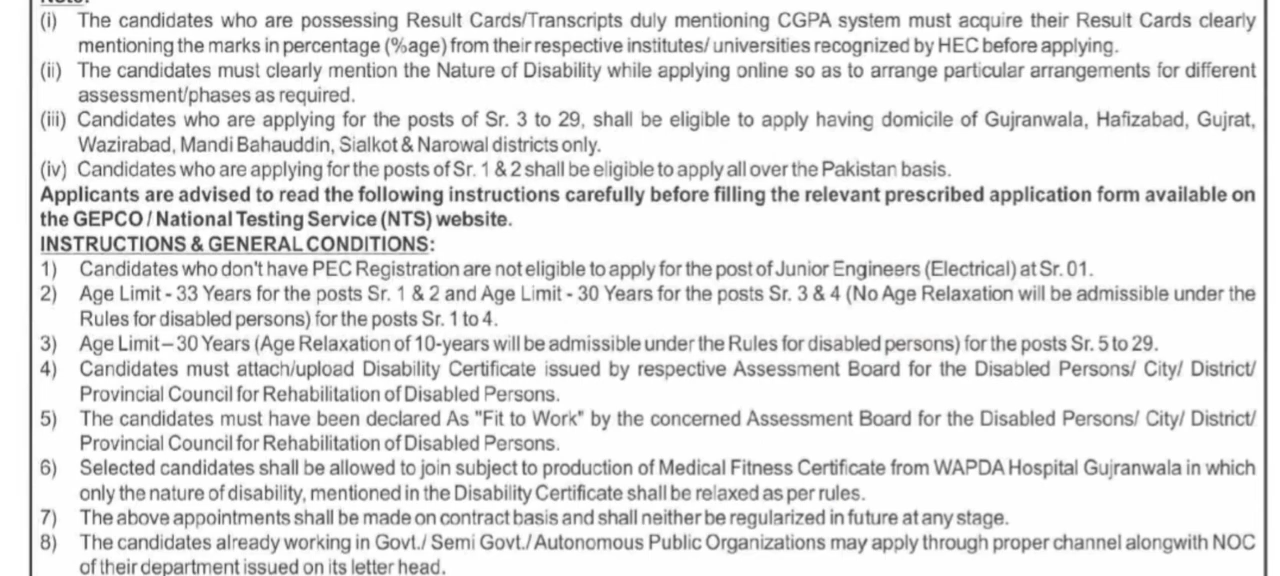 Note:
(i) The candidates who are possessing Result Cards/Transcripts duly mentioning CGPA system must acquire their Result Cards clearly
mentioning the marks in percentage (%age) from their respective institutes/ universities recognized by HEC before applying.
(ii) The candidates must clearly mention the Nature of Disability while applying online so as to arrange particular arrangements for different
assessment/phases as required.
(iii) Candidates who are applying for the posts of Sr. 3 to 29, shall be eligible to apply having domicile of Gujranwala, Hafizabad, Gujrat,
Wazirabad, Mandi Bahauddin, Sialkot & Narowal districts only.
(iv) Candidates who are applying for the posts of Sr. 1 & 2 shall be eligible to apply all over the Pakistan basis.
Applicants are advised to read the following instructions carefully before filling the relevant prescribed application form available on
the GEPCO / National Testing Service (NTS) website.
INSTRUCTIONS & GENERAL CONDITIONS:
1) Candidates who don't have PEC Registration are not eligible to apply for the post of Junior Engineers (Electrical) at Sr. 01.
2) Age Limit - 33 Years for the posts Sr. 1 & 2 and Age Limit - 30 Years for the posts Sr. 3 & 4 (No Age Relaxation will be admissible under the
Rules for disabled persons) for the posts Sr. 1 to 4.
3) Age Limit – 30 Years (Age Relaxation of 10-years will be admissible under the Rules for disabled persons) for the posts Sr. 5 to 29.
4) Candidates must attach/upload Disability Certificate issued by respective Assessment Board for the Disabled Persons/ City/ District/
Provincial Council for Rehabilitation of Disabled Persons.
5) The candidates must have been declared As "Fit to Work" by the concerned Assessment Board for the Disabled Persons/ City/ District/
Provincial Council for Rehabilitation of Disabled Persons.
6) Selected candidates shall be allowed to join subject to production of Medical Fitness Certificate from WAPDA Hospital Gujranwala in which
only the nature of disability, mentioned in the Disability Certificate shall be relaxed as per rules.
7) The above appointments shall be made on contract basis and shall neither be regularized in future at any stage.
8) The candidates already working in Govt./ Semi Govt./ Autonomous Public Organizations may apply through proper channel alongwith NOC
of their department issued on its letter head.